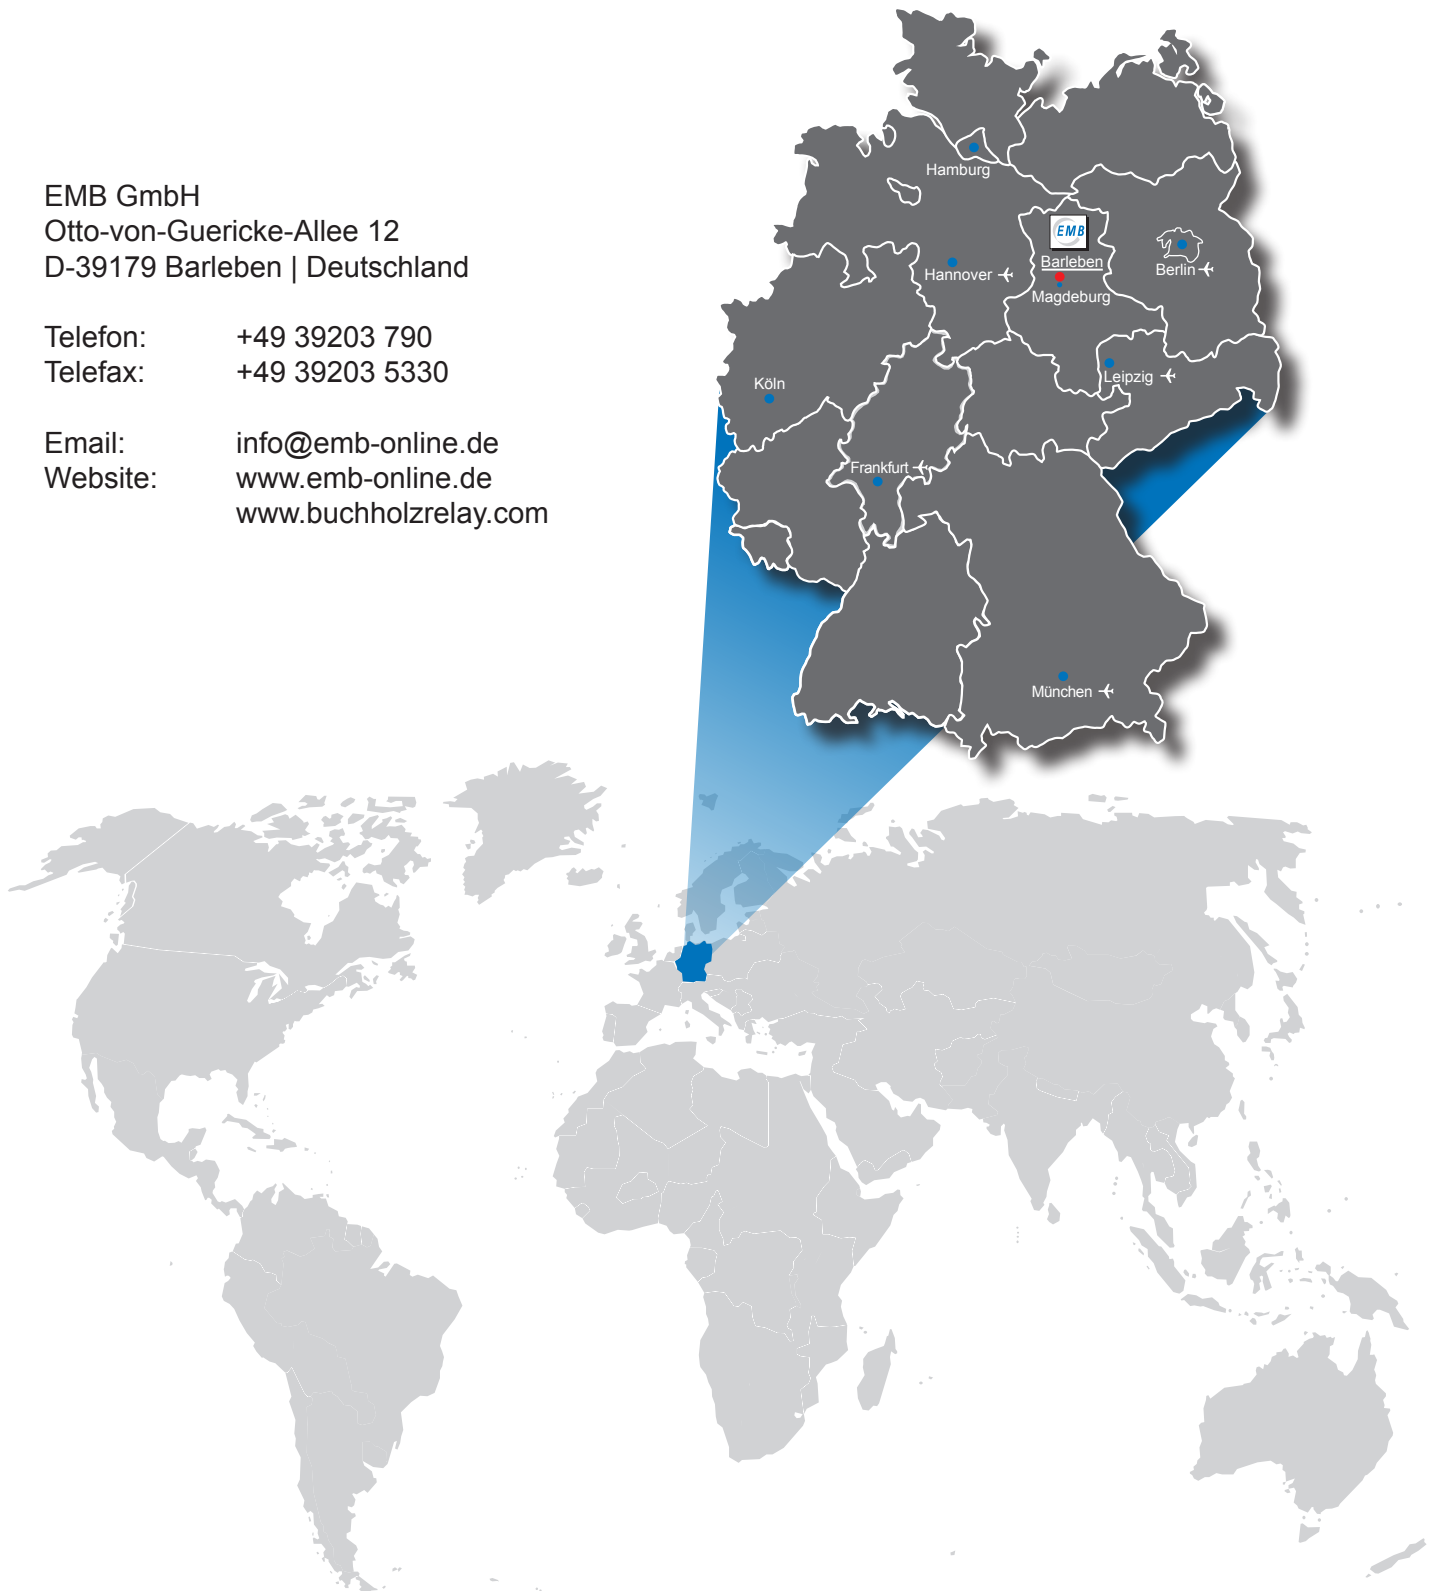 EMB GmbH
Otto-von-Guericke-Allee 12
D-39179 Barleben | Deutschland
Telefon: +49 39203 790
Telefax: +49 39203 5330
Email: info@emb-online.de
Website: www.emb-online.de
www.buchholzrelay.com
Hamburg
EMB
Barleben
Magdeburg
Hannover
Berlin
Köln
Leipzig
Frankfurt
München